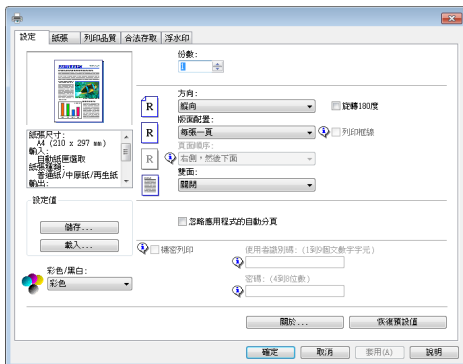 設定 紙張 列印品質 合法存取 浮水印
份數:
1
方向:
縱向 旋轉180度
版面配置:
每張一頁 列印框線
頁面順序:
右側，然後下面
雙面:
關閉
紙張尺寸:
A4 (210 x 297 mm)
輸入:
自動紙匣選取
紙張種類:
普通紙/中厚紙/再生紙
輸出:
設定值
儲存...
載入...
忽略應用程式的自動分頁
機密列印
使用者識別碼: (1到9個文數字字元)
密碼: (4到8位數)
彩色/黑白:
彩色
關於... 恢復預設值
確定 取消 套用(A) 說明